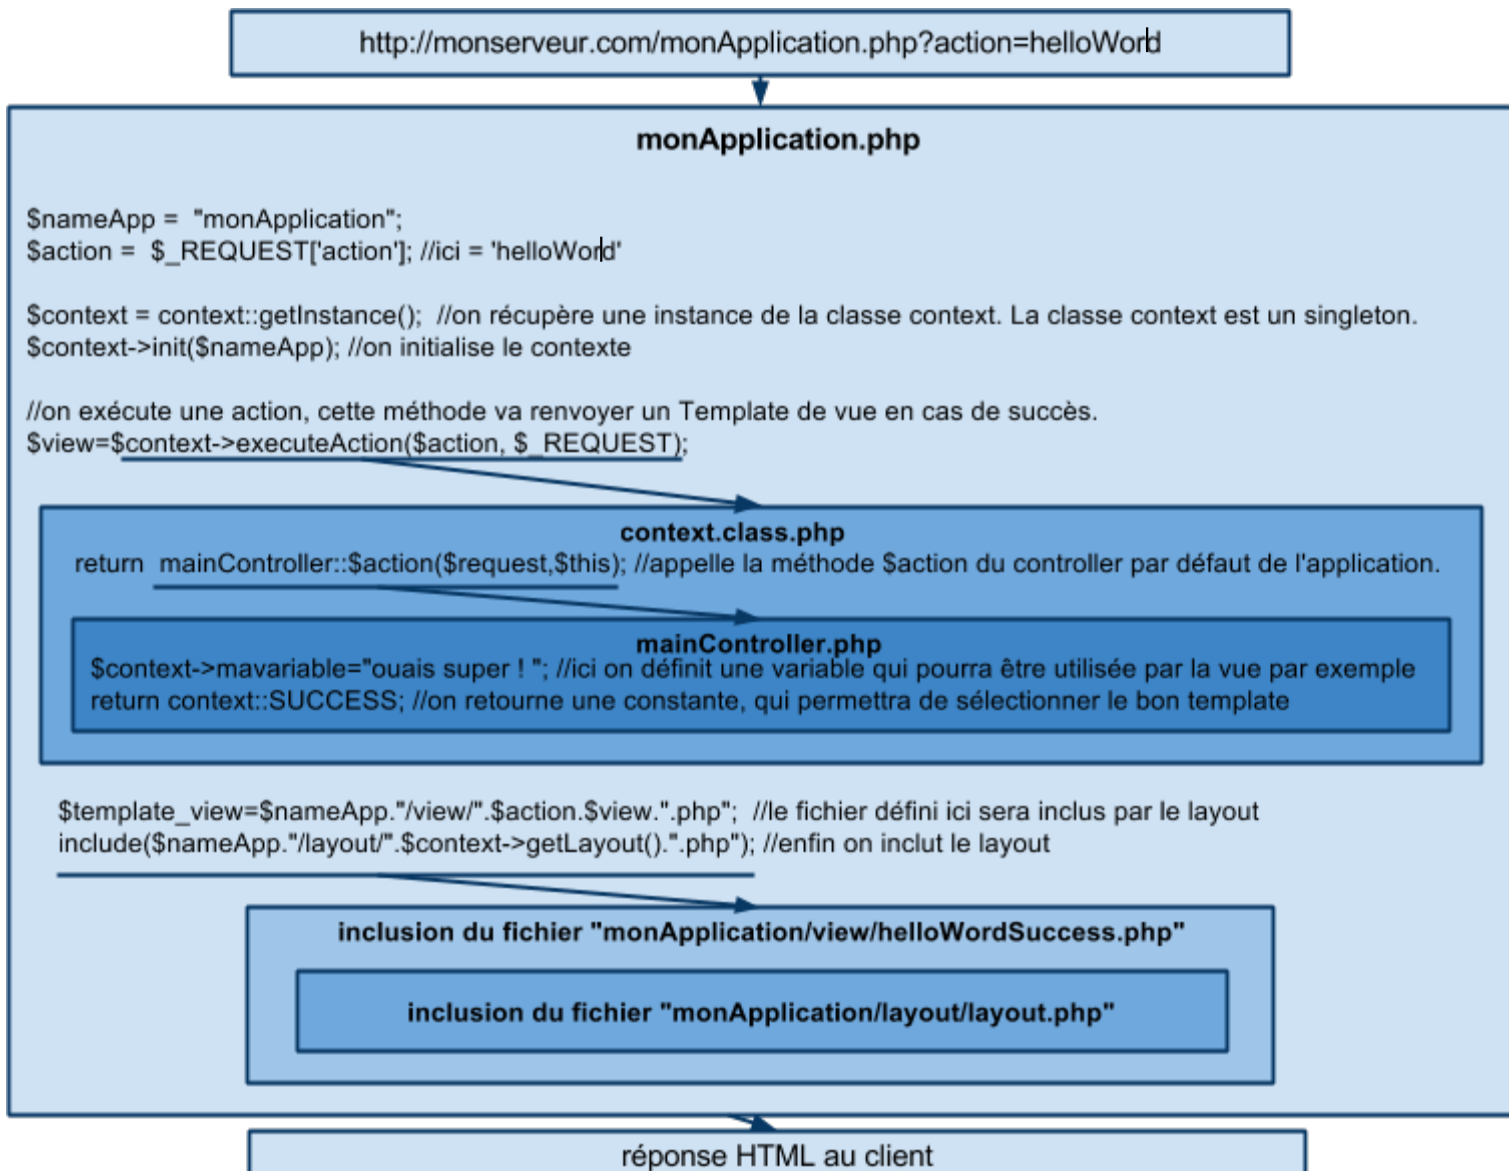 http://monserveur.com/monApplication.php?action=helloWord
monApplication.php
$nameApp = "monApplication";
$action = $_REQUEST['action']; //ici = 'helloWord'
$context = context::getInstance(); //on récupère une instance de la classe context. La classe context est un singleton.
$context->init($nameApp); //on initialise le contexte
//on exécute une action, cette méthode va renvoyer un Template de vue en cas de succès.
$view=$context->executeAction($action, $_REQUEST);
context.class.php
return mainController::$action($request,$this); //appelle la méthode $action du controller par défaut de l'application.
mainController.php
$context->mavariable="ouais super ! "; //ici on définit une variable qui pourra être utilisée par la vue par exemple
return context::SUCCESS; //on retourne une constante, qui permettra de sélectionner le bon template
$template_view=$nameApp."/view/".$action.$view.".php"; //le fichier défini ici sera inclus par le layout
include($nameApp."/layout/".$context->getLayout().".php"); //enfin on inclut le layout
inclusion du fichier "monApplication/view/helloWordSuccess.php"
inclusion du fichier "monApplication/layout/layout.php"
réponse HTML au client